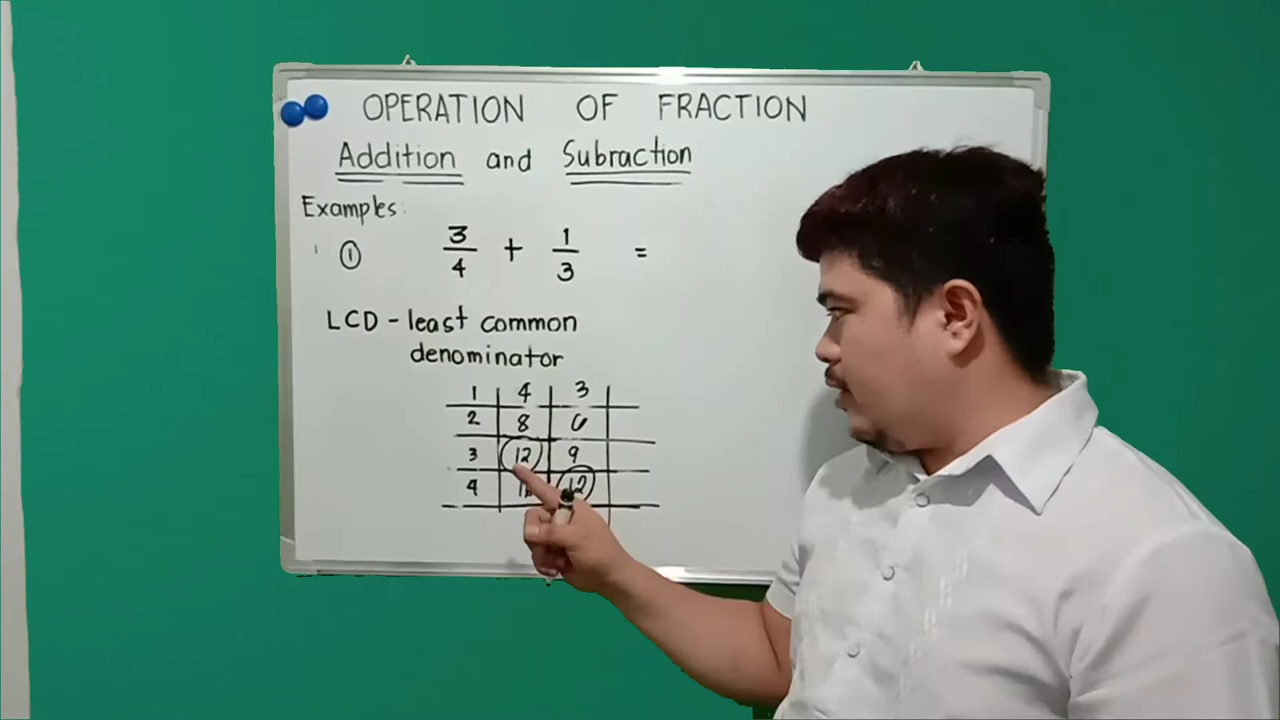 OPERATION OF FRACTION
Addition and Subraction
Examples:
① 3/4 + 1/3 =
LCD - least common
denominator
1 4 3
2 8 6
3 12 9
4 12